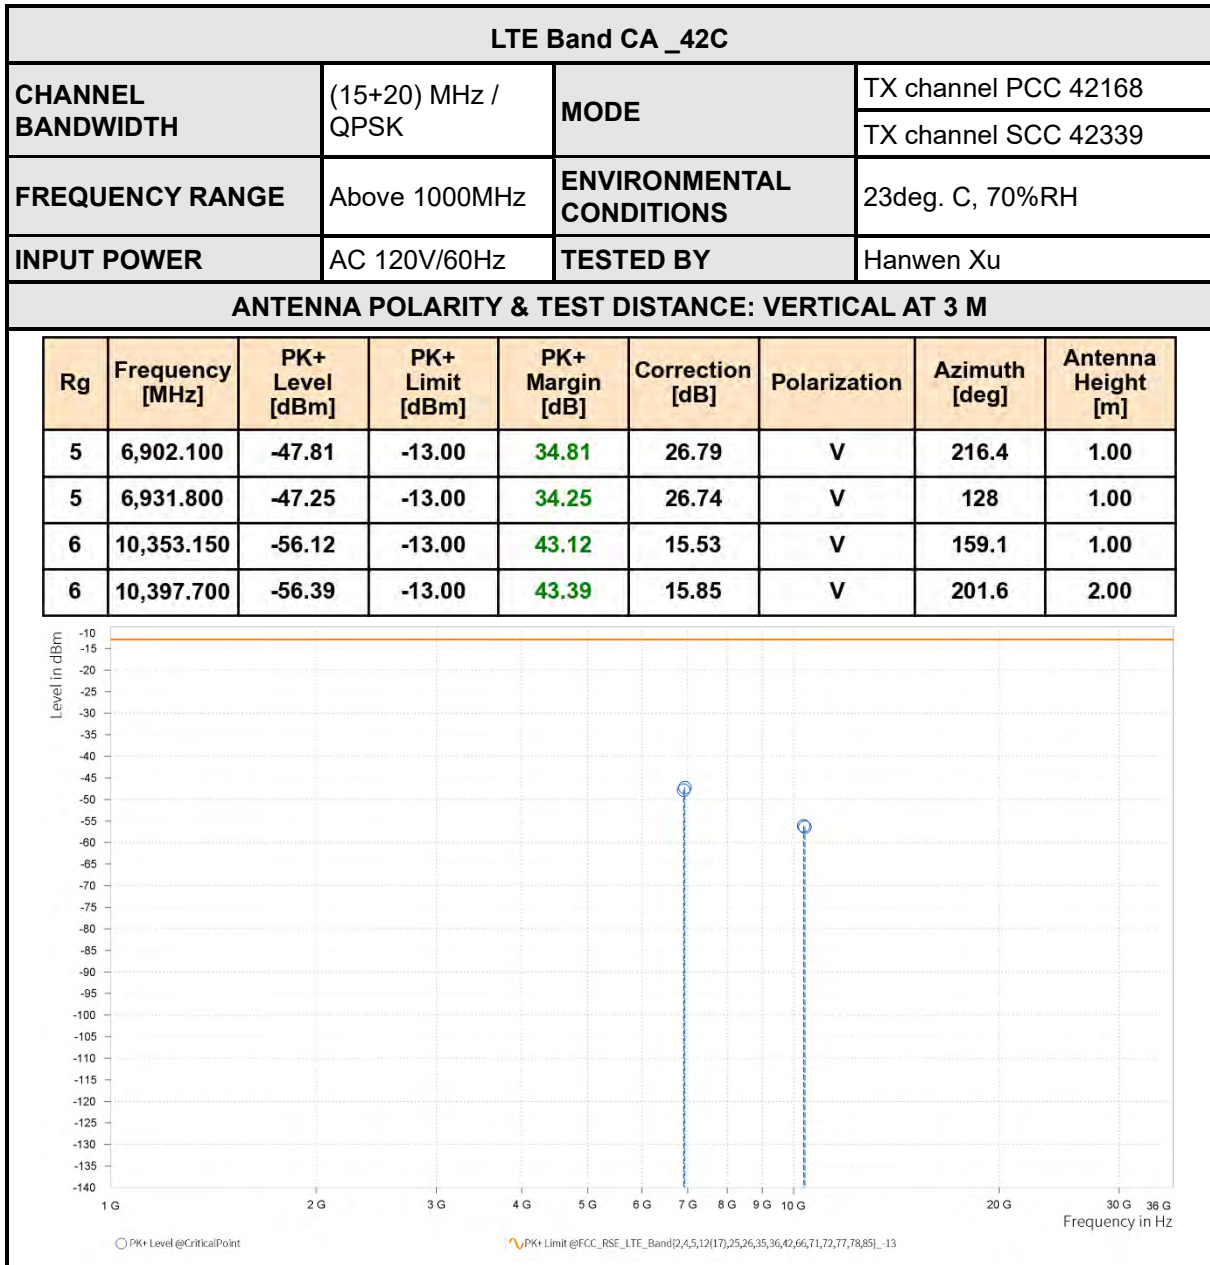 LTE Band CA _42C
CHANNEL BANDWIDTH (15+20) MHz / QPSK MODE TX channel PCC 42168
TX channel SCC 42339
FREQUENCY RANGE Above 1000MHz ENVIRONMENTAL CONDITIONS 23deg. C, 70%RH
INPUT POWER AC 120V/60Hz TESTED BY Hanwen Xu
ANTENNA POLARITY & TEST DISTANCE: VERTICAL AT 3 M
Rg Frequency [MHz] PK+ Level [dBm] PK+ Limit [dBm] PK+ Margin [dB] Correction [dB] Polarization Azimuth [deg] Antenna Height [m]
5 6,902.100 -47.81 -13.00 34.81 26.79 V 216.4 1.00
5 6,931.800 -47.25 -13.00 34.25 26.74 V 128 1.00
6 10,353.150 -56.12 -13.00 43.12 15.53 V 159.1 1.00
6 10,397.700 -56.39 -13.00 43.39 15.85 V 201.6 2.00
Level in dBm
-10
-15
-20
-25
-30
-35
-40
-45
-50
-55
-60
-65
-70
-75
-80
-85
-90
-95
-100
-105
-110
-115
-120
-125
-130
-135
-140
1 G 2 G 3 G 4 G 5 G 6 G 7 G 8 G 9 G 10 G 20 G 30 G 36 G
Frequency in Hz
PK+ Level @CriticalPoint PK+ Limit @FCC_RSE_LTE_Band{2,4,5,12(17),25,26,35,36,42,66,71,72,77,78,85}_-13